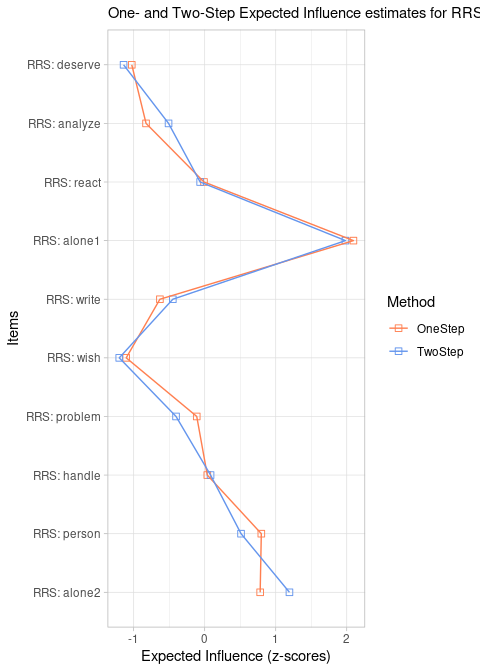 One- and Two-Step Expected Influence estimates for RRS
RRS: deserve
RRS: analyze
RRS: react
RRS: alone1
RRS: write
RRS: wish
RRS: problem
RRS: handle
RRS: person
RRS: alone2
Items
-1 0 1 2
Expected Influence (z-scores)
Method
OneStep
TwoStep